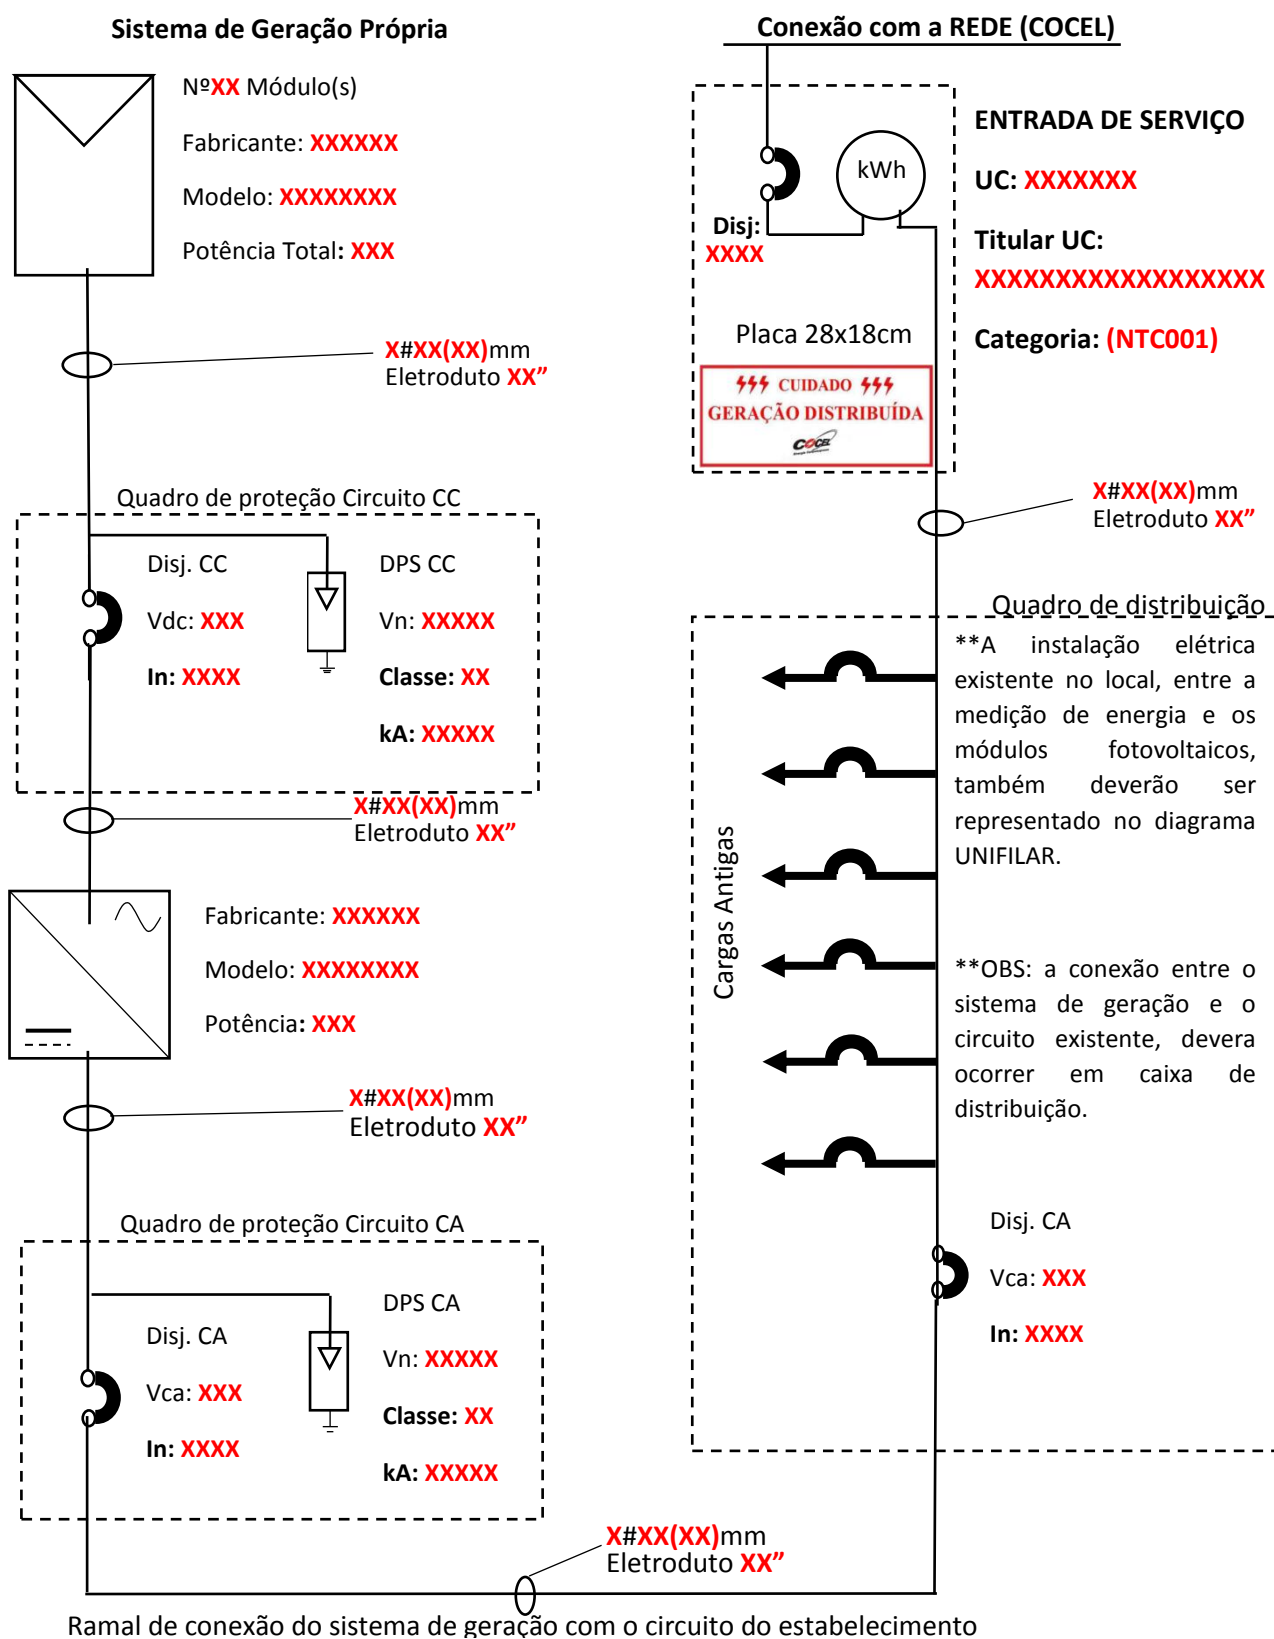 Sistema de Geração Própria
NºXX Módulo(s)
Fabricante: XXXXXX
Modelo: XXXXXXXX
Potência Total: XXX
X#XX(XX)mm
Eletroduto XX”
Quadro de proteção Circuito CC
Disj. CC
Vdc: XXX
In: XXXX
DPS CC
Vn: XXXXX
Classe: XX
kA: XXXXX
X#XX(XX)mm
Eletroduto XX”
Fabricante: XXXXXX
Modelo: XXXXXXXX
Potência: XXX
X#XX(XX)mm
Eletroduto XX”
Quadro de proteção Circuito CA
Disj. CA
Vca: XXX
In: XXXX
DPS CA
Vn: XXXXX
Classe: XX
kA: XXXXX
Conexão com a REDE (COCEL)
kWh
Disj:
XXXX
Placa 28x18cm
CUIDADO
GERAÇÃO DISTRIBUÍDA
COCEL
ENTRADA DE SERVIÇO
UC: XXXXXXX
Titular UC:
XXXXXXXXXXXXXXXXXX
Categoria: (NTC001)
X#XX(XX)mm
Eletroduto XX”
Quadro de distribuição
**A instalação elétrica
existente no local, entre a
medição de energia e os
módulos fotovoltaicos,
também deverão ser
representado no diagrama
UNIFILAR.
**OBS: a conexão entre o
sistema de geração e o
circuito existente, devera
ocorrer em caixa de
distribuição.
Cargas Antigas
Disj. CA
Vca: XXX
In: XXXX
X#XX(XX)mm
Eletroduto XX”
Ramal de conexão do sistema de geração com o circuito do estabelecimento